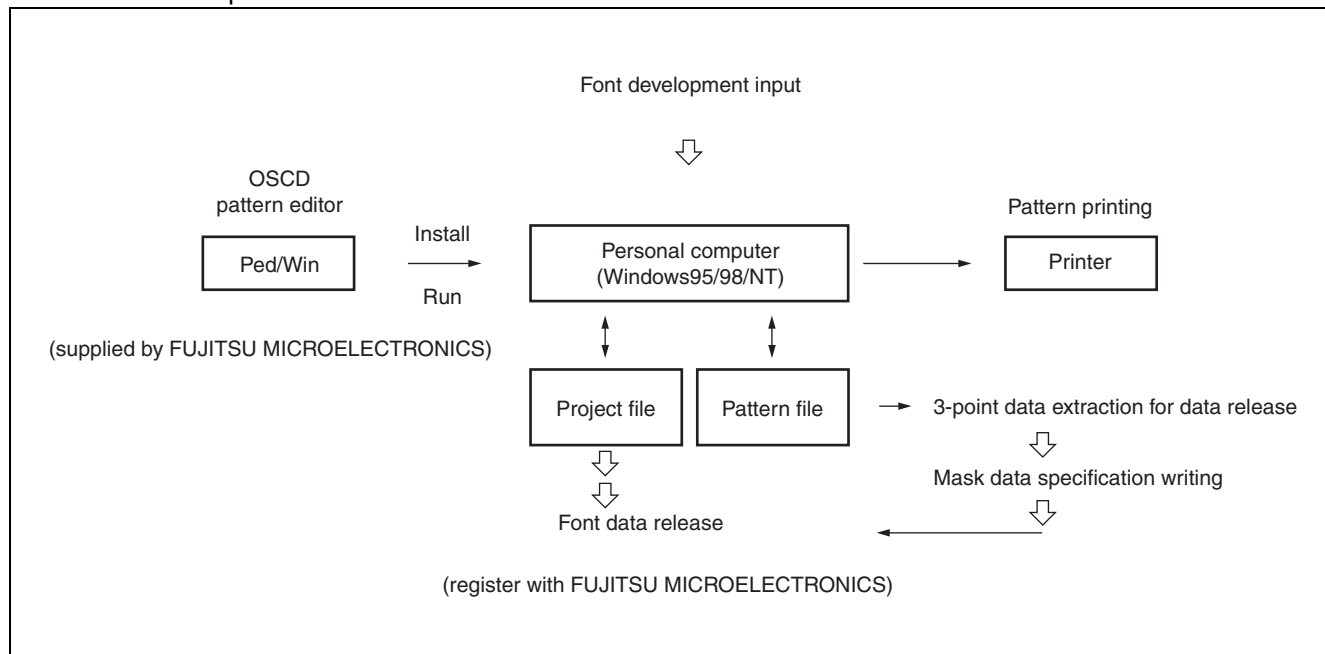 Font development input
OSCD
pattern editor
Ped/Win
Install
Run
Personal computer
(Windows95/98/NT)
Pattern printing
Printer
(supplied by FUJITSU MICROELECTRONICS)
Project file
Pattern file
3-point data extraction for data release
Mask data specification writing
Font data release
(register with FUJITSU MICROELECTRONICS)